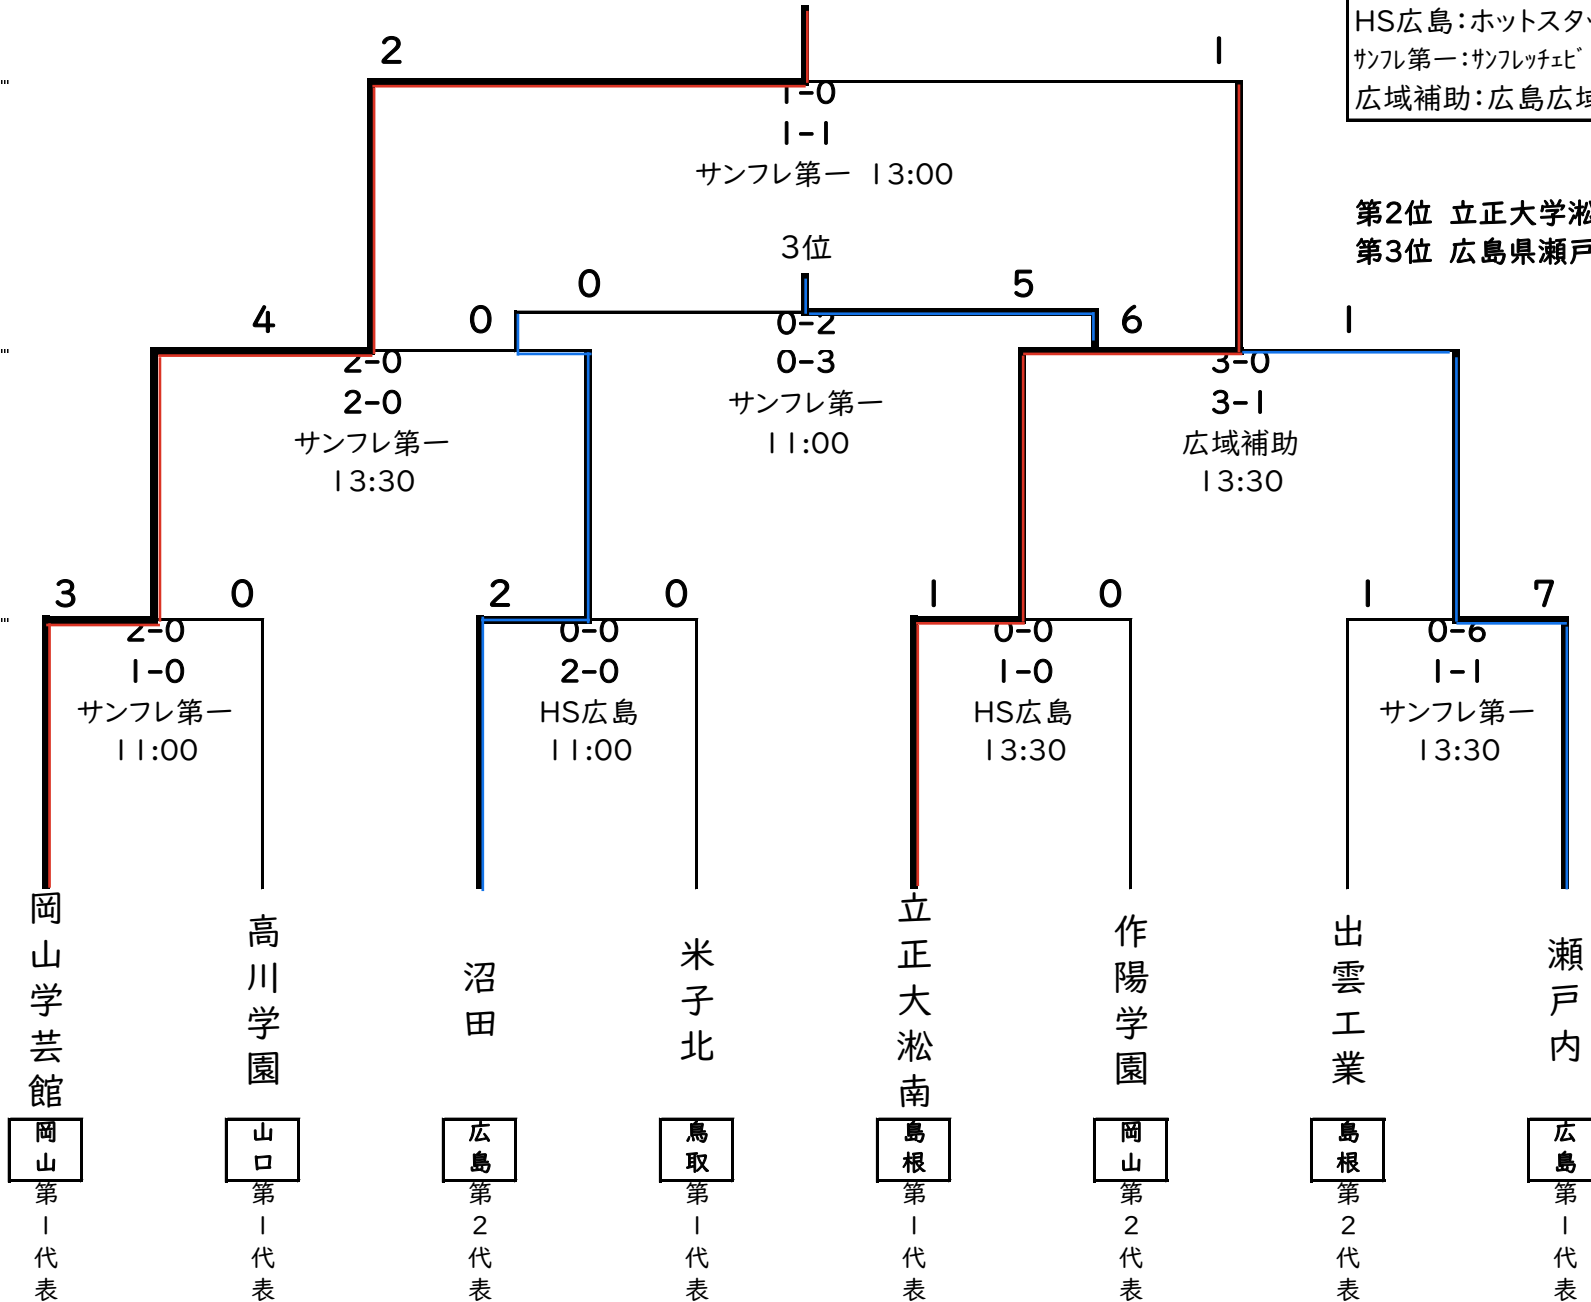 HS広島：ホットスタッ
ｻﾝﾌﾚ第一：ｻﾝﾌﾚｯﾁｪﾋﾞ
広域補助：広島広域
2
1
1-0
1-1
サンフレ第一 13:00
第2位 立正大学淞
第3位 広島県瀬戸
3位
0
5
4
0
6
1
2-0
2-0
サンフレ第一
13:30
0-2
0-3
サンフレ第一
11:00
3-0
3-1
広域補助
13:30
3
0
2
0
1
0
1
7
2-0
1-0
サンフレ第一
11:00
0-0
2-0
HS広島
11:00
0-0
1-0
HS広島
13:30
0-6
1-1
サンフレ第一
13:30
岡山学芸館
高川学園
沼田
米子北
立正大淞南
作陽学園
出雲工業
瀬戸内
岡山
山口
広島
鳥取
島根
岡山
島根
広島
第1代表
第1代表
第2代表
第1代表
第1代表
第2代表
第2代表
第1代表